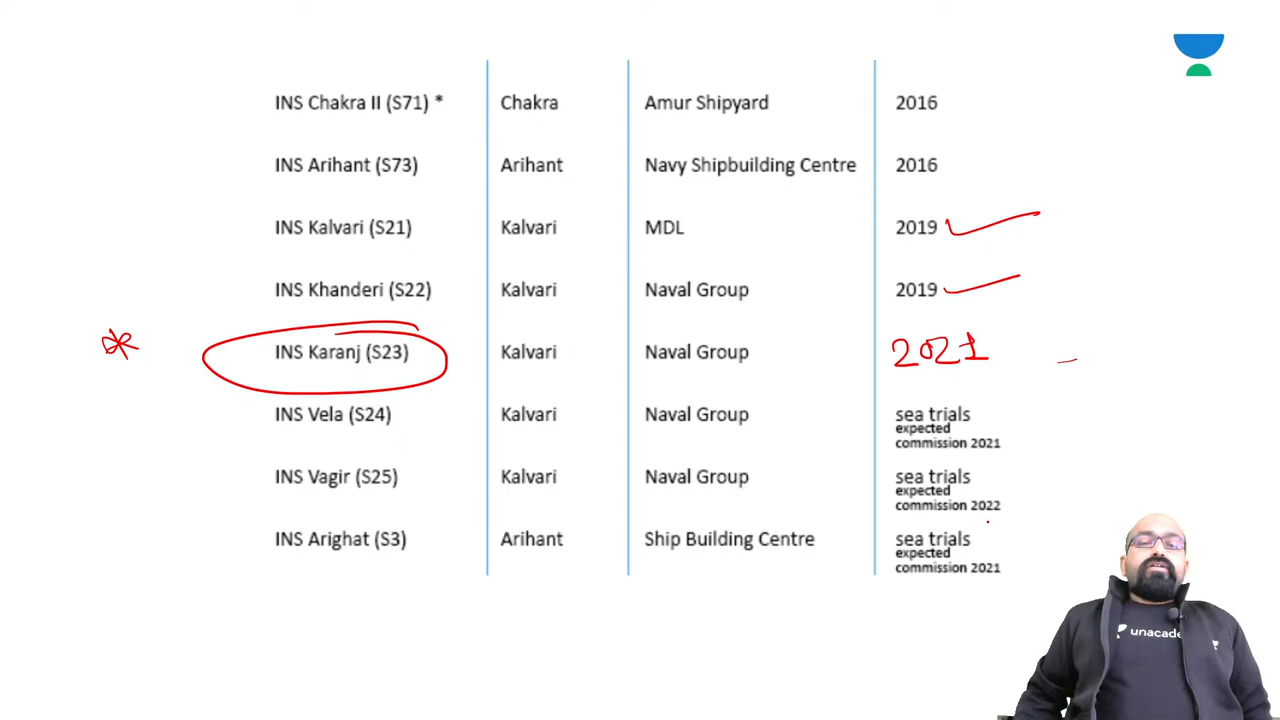 INS Chakra II (S71) * Chakra Amur Shipyard 2016
INS Arihant (S73) Arihant Navy Shipbuilding Centre 2016
INS Kalvari (S21) Kalvari MDL 2019
INS Khanderi (S22) Kalvari Naval Group 2019
* INS Karanj (S23) Kalvari Naval Group 2021
INS Vela (S24) Kalvari Naval Group sea trials
expected
commission 2021
INS Vagir (S25) Kalvari Naval Group sea trials
expected
commission 2022
INS Arighat (S3) Arihant Ship Building Centre sea trials
expected
commission 2021
unacade